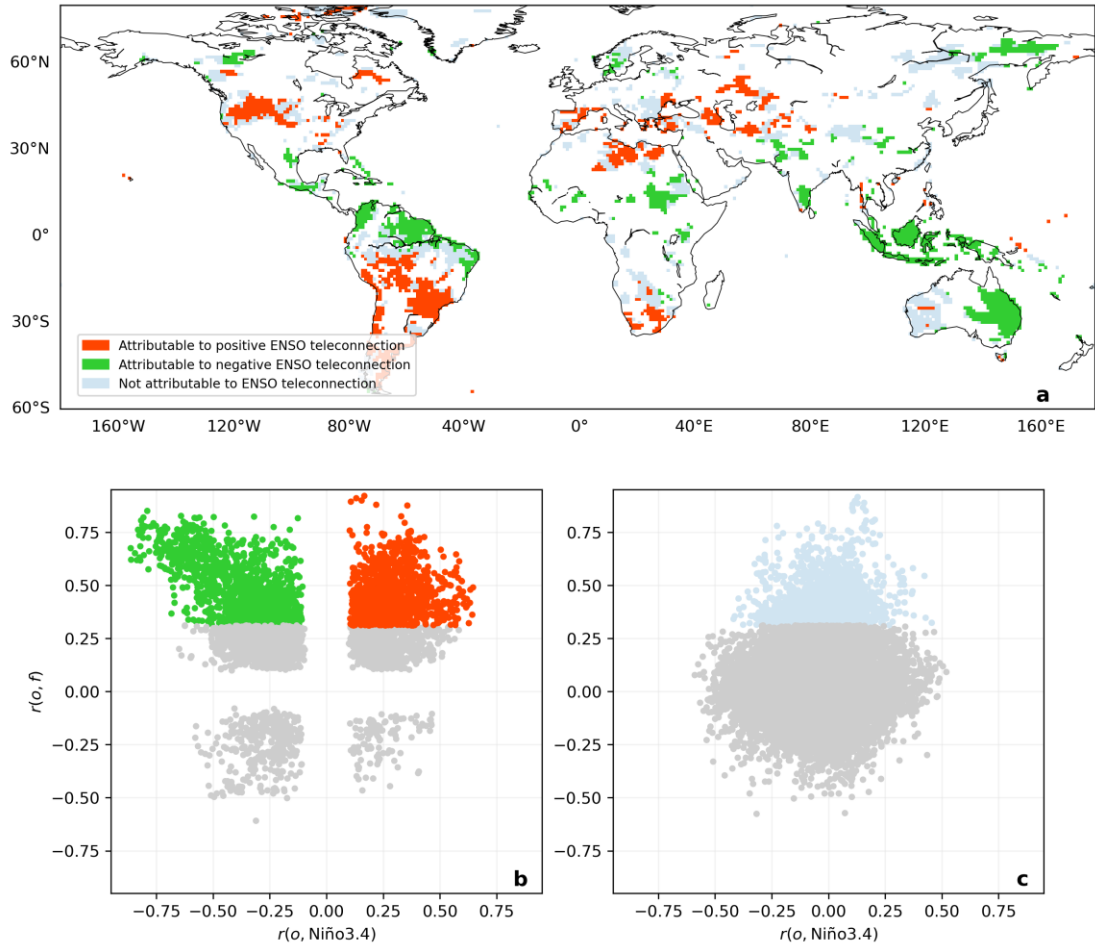 60°N
30°N
0°
30°S
60°S
Attributable to positive ENSO teleconnection
Attributable to negative ENSO teleconnection
Not attributable to ENSO teleconnection
a
160°W 120°W 80°W 40°W 0° 40°E 80°E 120°E 160°E
0.75
0.50
0.25
0.00
−0.25
−0.50
−0.75
r(o, f)
b
−0.75 −0.50 −0.25 0.00 0.25 0.50 0.75
r(o, Niño3.4)
0.75
0.50
0.25
0.00
−0.25
−0.50
−0.75
c
−0.75 −0.50 −0.25 0.00 0.25 0.50 0.75
r(o, Niño3.4)